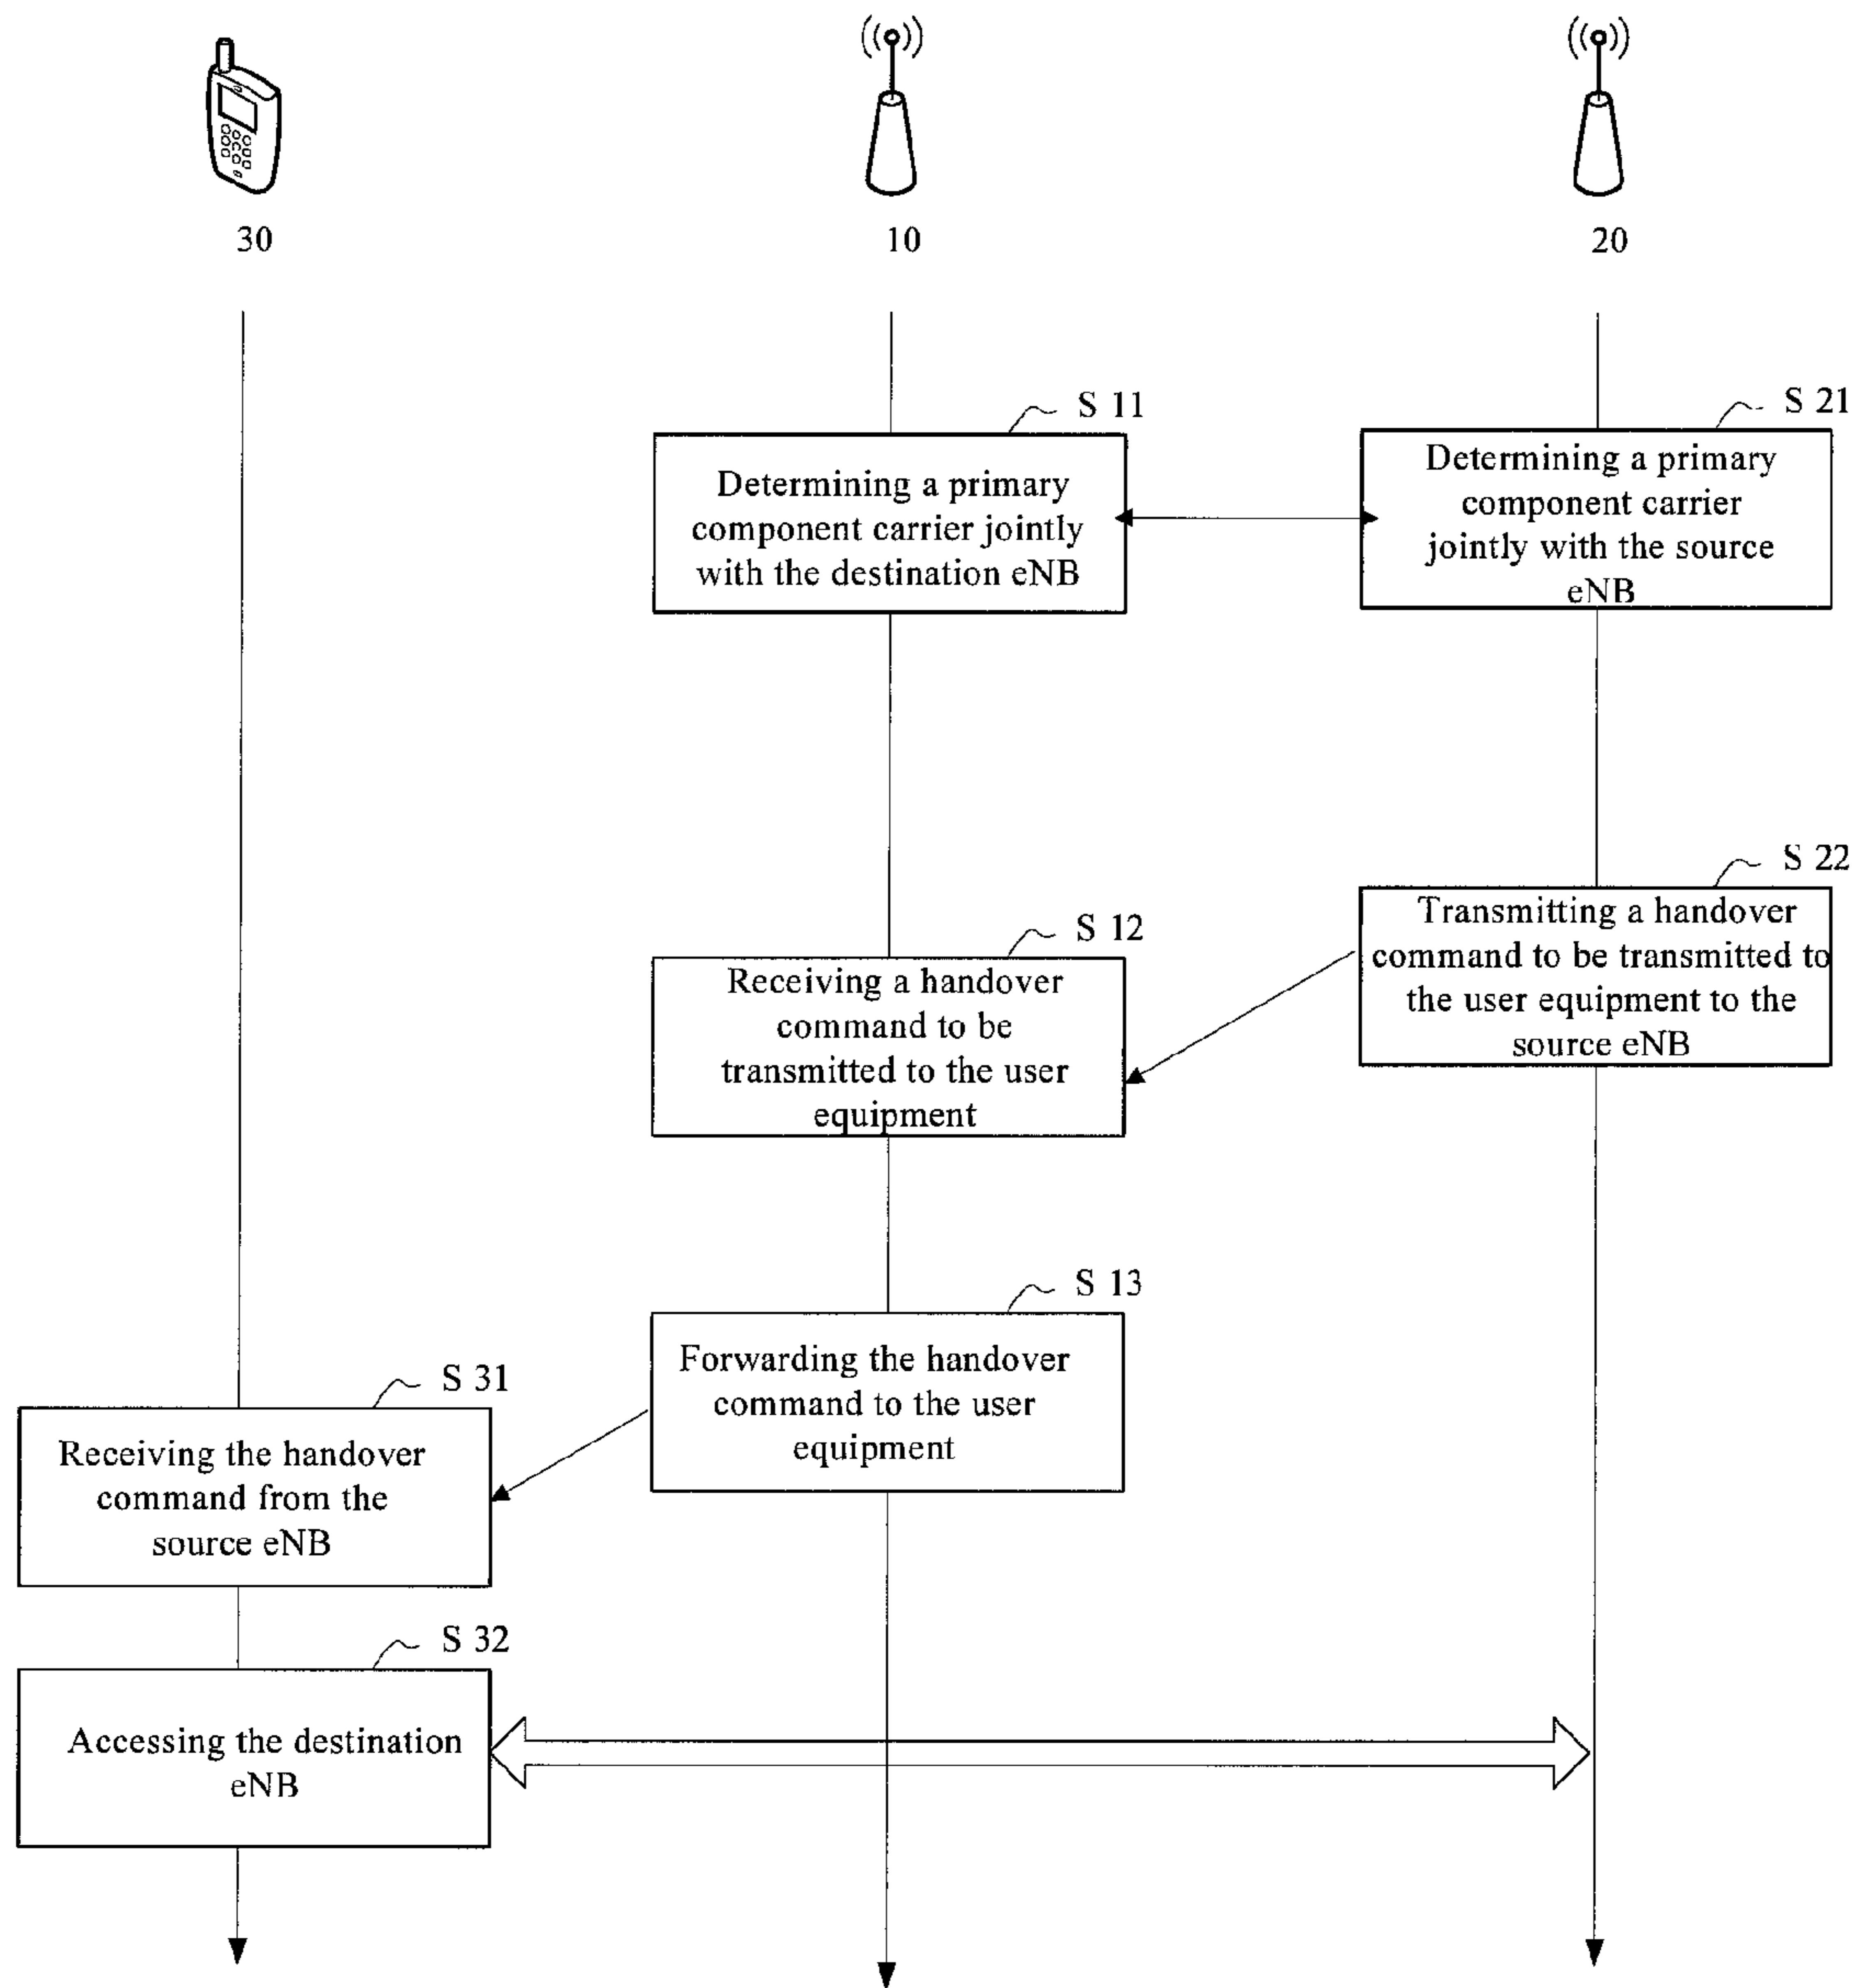 30
10
20
S 11
Determining a primary
component carrier jointly
with the destination eNB
S 21
Determining a primary
component carrier
jointly with the source
eNB
S 22
Transmitting a handover
command to be transmitted to
the user equipment to the
source eNB
S 12
Receiving a handover
command to be
transmitted to the user
equipment
S 13
Forwarding the handover
command to the user
equipment
S 31
Receiving the handover
command from the
source eNB
S 32
Accessing the destination
eNB